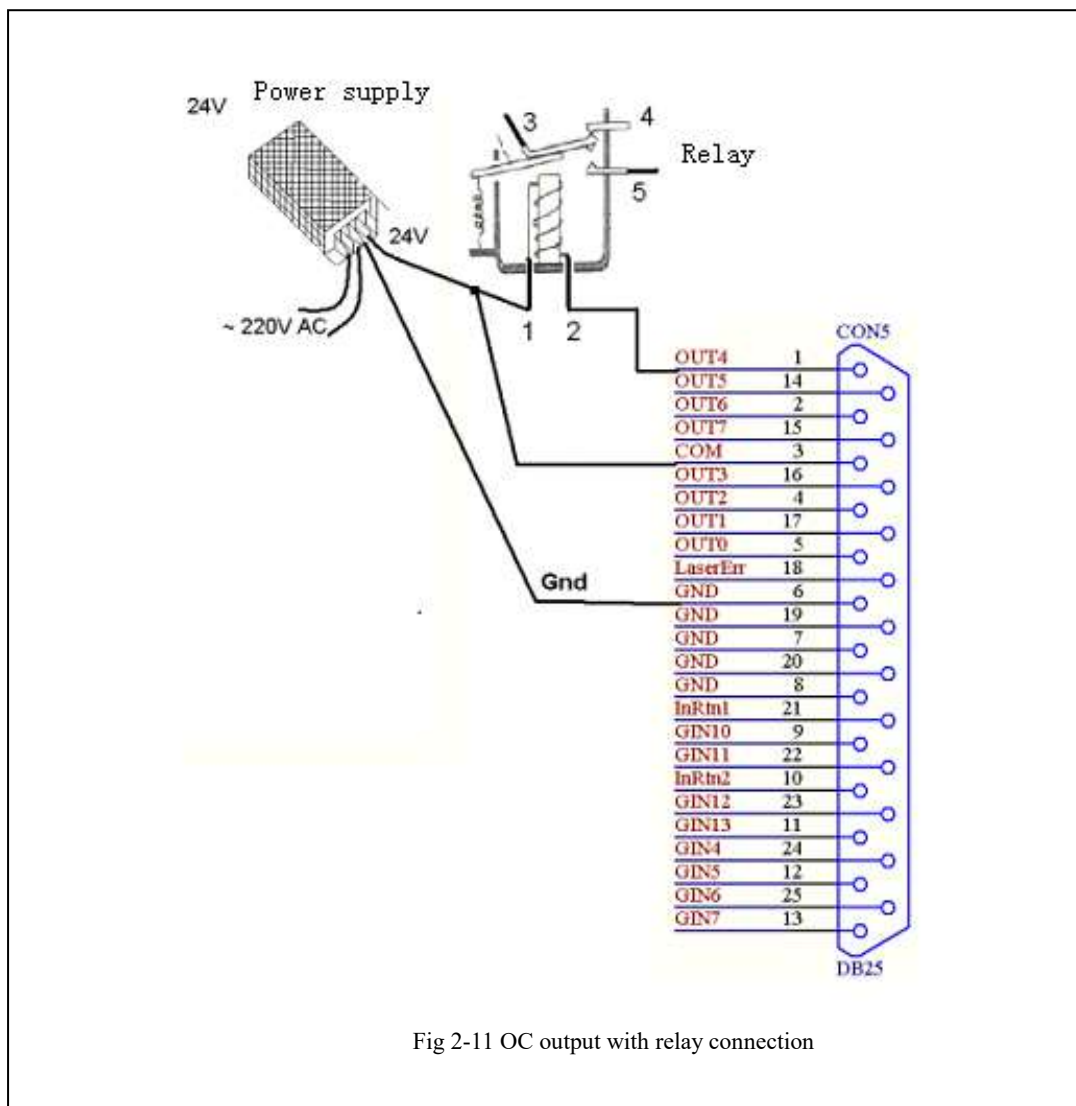 24V Power supply
3
4
Relay
5
24V
~ 220V AC
1 2
CON5
OUT4 1
OUT5 14
OUT6 2
OUT7 15
COM 3
OUT3 16
OUT2 4
OUT1 17
OUT0 5
LaserErr 18
Gnd
GND 6
GND 19
GND 7
GND 20
GND 8
InRtn1 21
GIN10 9
GIN11 22
InRtn2 10
GIN12 23
GIN13 11
GIN4 24
GIN5 12
GIN6 25
GIN7 13
DB25
Fig 2-11 OC output with relay connection